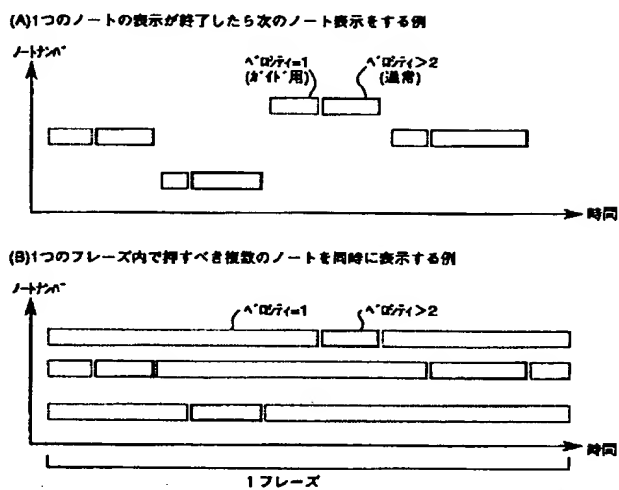 (A)1つのノートの表示が終了したら次のノート表示をする例
ノートナンバ
ベロシティ=1
(ガイド用)
ベロシティ>2
(通常)
時間
(B)1つのフレーズ内で押すべき複数のノートを同時に表示する例
ノートナンバ
ベロシティ=1
ベロシティ>2
時間
1フレーズ